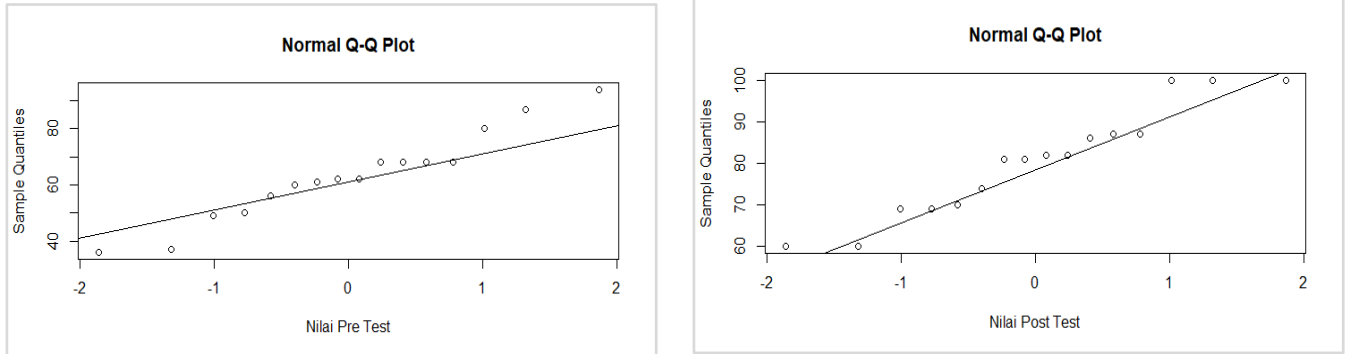 Normal Q-Q Plot
Sample Quantiles
80
60
40
-2 -1 0 1 2
Nilai Pre Test
Normal Q-Q Plot
Sample Quantiles
100
90
80
70
60
-2 -1 0 1 2
Nilai Post Test